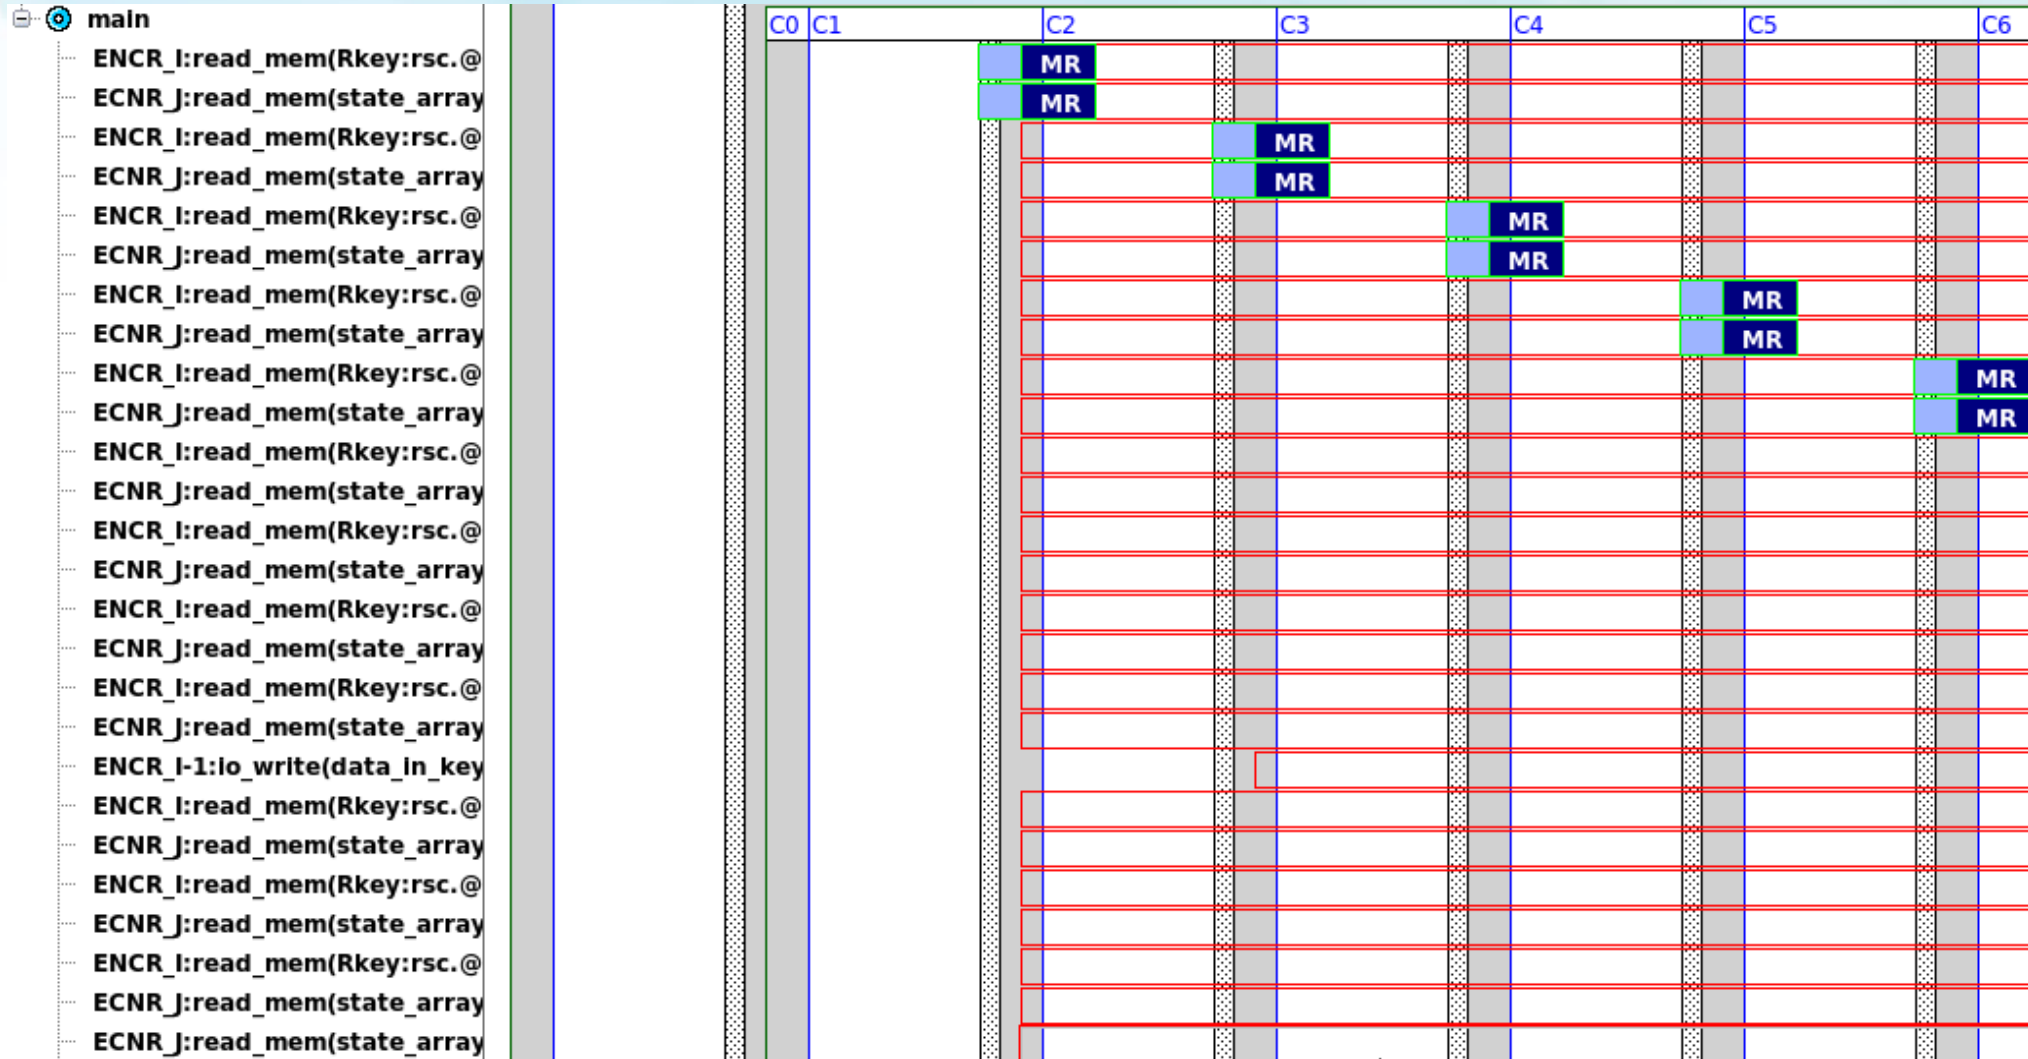 main C0 C1 C2 C3 C4 C5 C6
ENCR_I:read_mem(Rkey:rsc.@ MR
ECNR_J:read_mem(state_array MR
ENCR_I:read_mem(Rkey:rsc.@ MR
ECNR_J:read_mem(state_array MR
ENCR_I:read_mem(Rkey:rsc.@ MR
ECNR_J:read_mem(state_array MR
ENCR_I:read_mem(Rkey:rsc.@ MR
ECNR_J:read_mem(state_array MR
ENCR_I:read_mem(Rkey:rsc.@ MR
ECNR_J:read_mem(state_array MR
ENCR_I:read_mem(Rkey:rsc.@
ECNR_J:read_mem(state_array
ENCR_I:read_mem(Rkey:rsc.@
ECNR_J:read_mem(state_array
ENCR_I:read_mem(Rkey:rsc.@
ECNR_J:read_mem(state_array
ENCR_I:read_mem(Rkey:rsc.@
ECNR_J:read_mem(state_array
ENCR_I-1:io_write(data_in_key
ENCR_I:read_mem(Rkey:rsc.@
ECNR_J:read_mem(state_array
ENCR_I:read_mem(Rkey:rsc.@
ECNR_J:read_mem(state_array
ENCR_I:read_mem(Rkey:rsc.@
ECNR_J:read_mem(state_array
ECNR_J:read_mem(state_array